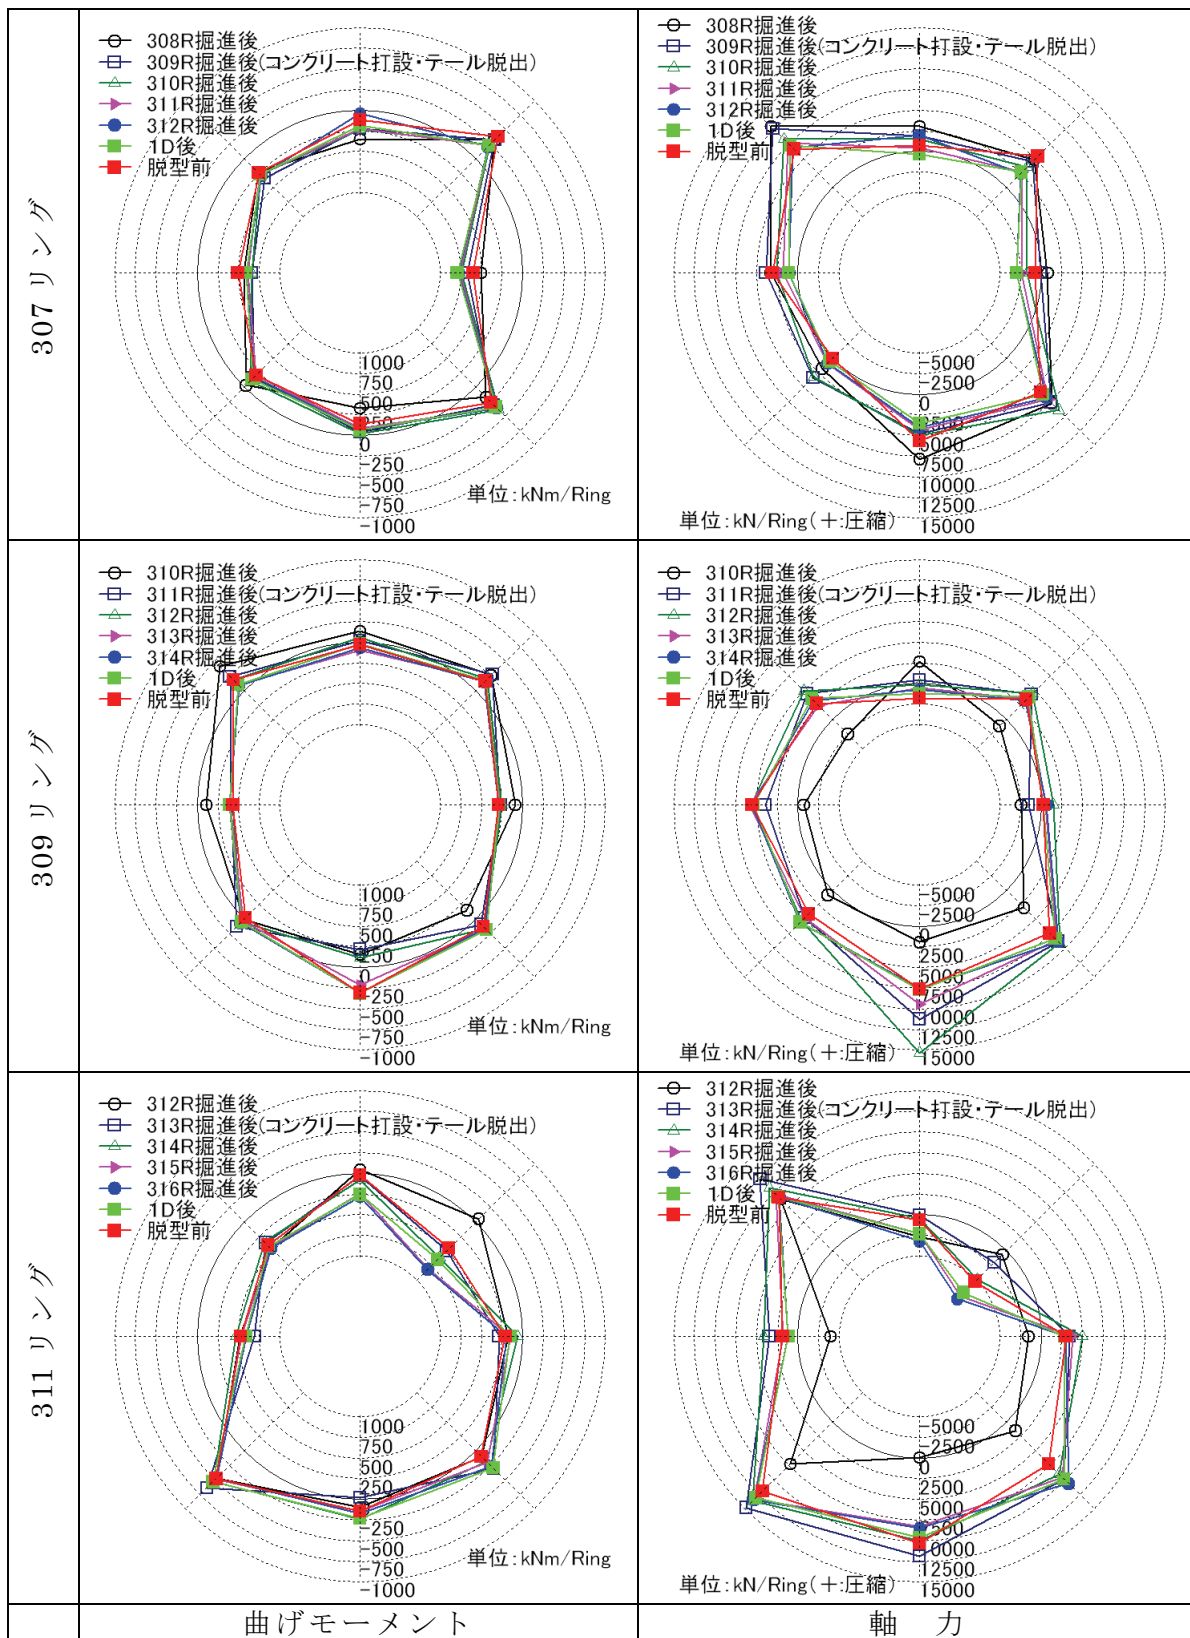 307 リング
308R掘進後
309R掘進後(コンクリート打設・テール脱出)
310R掘進後
311R掘進後
312R掘進後
1D後
脱型前
1000
750
500
250
0
-250
-500
-750
-1000
単位:kNm/Ring
308R掘進後
309R掘進後(コンクリート打設・テール脱出)
310R掘進後
311R掘進後
312R掘進後
1D後
脱型前
-5000
-2500
0
5000
7500
10000
12500
15000
単位:kN/Ring(+:圧縮)
309 リング
310R掘進後
311R掘進後(コンクリート打設・テール脱出)
312R掘進後
313R掘進後
314R掘進後
1D後
脱型前
1000
750
500
250
0
-250
-500
-750
-1000
単位:kNm/Ring
310R掘進後
311R掘進後(コンクリート打設・テール脱出)
312R掘進後
313R掘進後
314R掘進後
1D後
脱型前
-5000
-2500
0
2500
5000
7500
0000
12500
15000
単位:kN/Ring(+:圧縮)
311 リング
312R掘進後
313R掘進後(コンクリート打設・テール脱出)
314R掘進後
315R掘進後
316R掘進後
1D後
脱型前
1000
750
500
250
0
-250
-500
-750
-1000
単位:kNm/Ring
312R掘進後
313R掘進後(コンクリート打設・テール脱出)
314R掘進後
315R掘進後
316R掘進後
1D後
脱型前
-5000
-2500
0
2500
5000
500
0000
12500
15000
単位:kN/Ring(+:圧縮)
曲げモーメント
軸 力